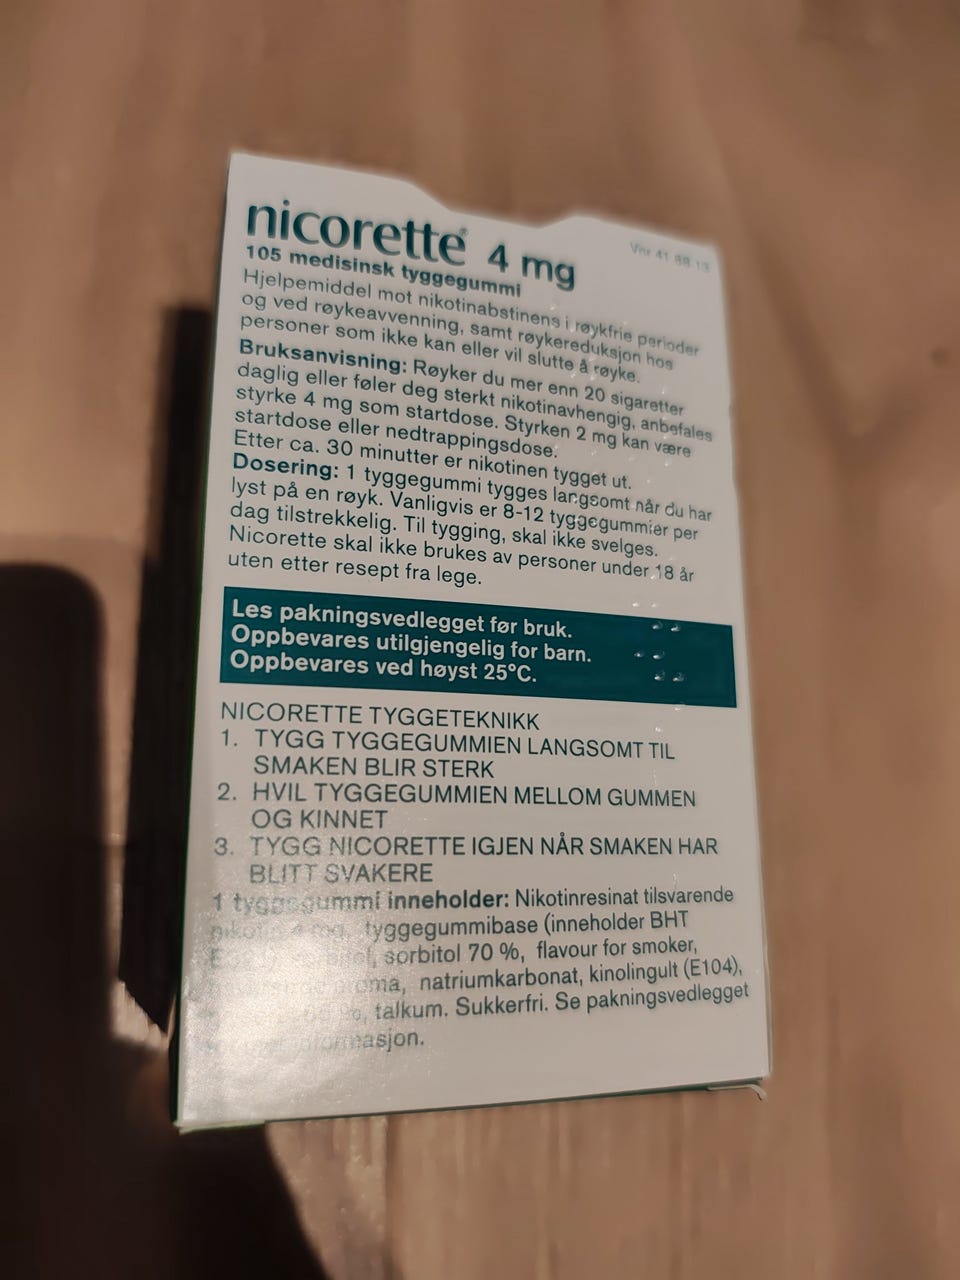 nicorette® 4 mg
Vnr 41 88 13
105 medisinsk tyggegummi
Hjelpemiddel mot nikotinabstinens i røykfrie perioder
og ved røykeavvenning, samt røykereduksjon hos
personer som ikke kan eller vil slutte å røyke.
Bruksanvisning: Røyker du mer enn 20 sigaretter
daglig eller føler deg sterkt nikotinavhengig, anbefales
styrke 4 mg som startdose. Styrken 2 mg kan være
startdose eller nedtrappingsdose.
Etter ca. 30 minutter er nikotinen tygget ut.
Dosering: 1 tyggegummi tygges langsomt når du har
lyst på en røyk. Vanligvis er 8-12 tyggegummier per
dag tilstrekkelig. Til tygging, skal ikke svelges.
Nicorette skal ikke brukes av personer under 18 år
uten etter resept fra lege.
Les pakningsvedlegget før bruk.
Oppbevares utilgjengelig for barn.
Oppbevares ved høyst 25°C.
NICORETTE TYGGETEKNIKK
1. TYGG TYGGEGUMMIEN LANGSOMT TIL
SMAKEN BLIR STERK
2. HVIL TYGGEGUMMIEN MELLOM GUMMEN
OG KINNET
3. TYGG NICORETTE IGJEN NÅR SMAKEN HAR
BLITT SVAKERE
1 tyggegummi inneholder: Nikotinresinat tilsvarende
nikotin 4 mg, tyggegummibase (inneholder BHT
sorbitol 70 %, flavour for smoker,
aroma, natriumkarbonat, kinolingult (E104),
talkum. Sukkerfri. Se pakningsvedlegget
informasjon.